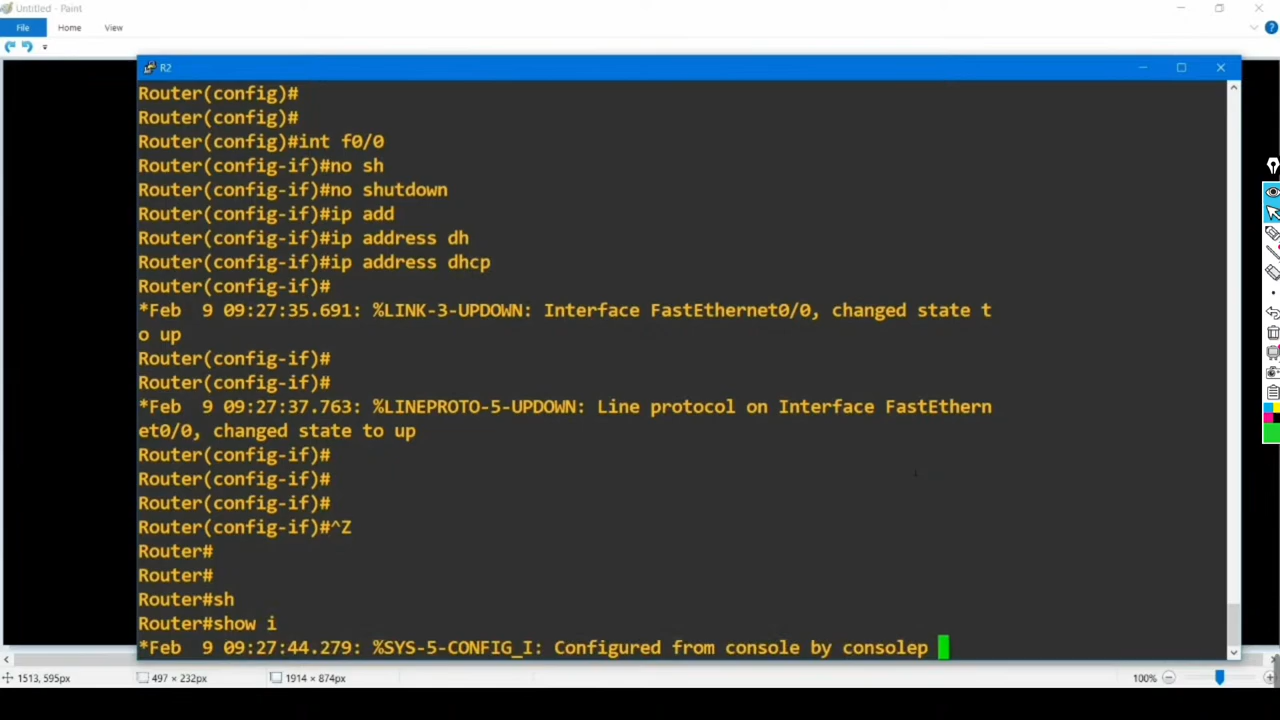 Untitled - Paint
File Home View
R2
Router(config)#
Router(config)#
Router(config)#int f0/0
Router(config-if)#no sh
Router(config-if)#no shutdown
Router(config-if)#ip add
Router(config-if)#ip address dh
Router(config-if)#ip address dhcp
Router(config-if)#
*Feb  9 09:27:35.691: %LINK-3-UPDOWN: Interface FastEthernet0/0, changed state t
o up
Router(config-if)#
Router(config-if)#
*Feb  9 09:27:37.763: %LINEPROTO-5-UPDOWN: Line protocol on Interface FastEthern
et0/0, changed state to up
Router(config-if)#
Router(config-if)#
Router(config-if)#
Router(config-if)#^Z
Router#
Router#
Router#sh
Router#show i
*Feb  9 09:27:44.279: %SYS-5-CONFIG_I: Configured from console by consolep
1513, 595px 497 × 232px 1914 × 874px 100%